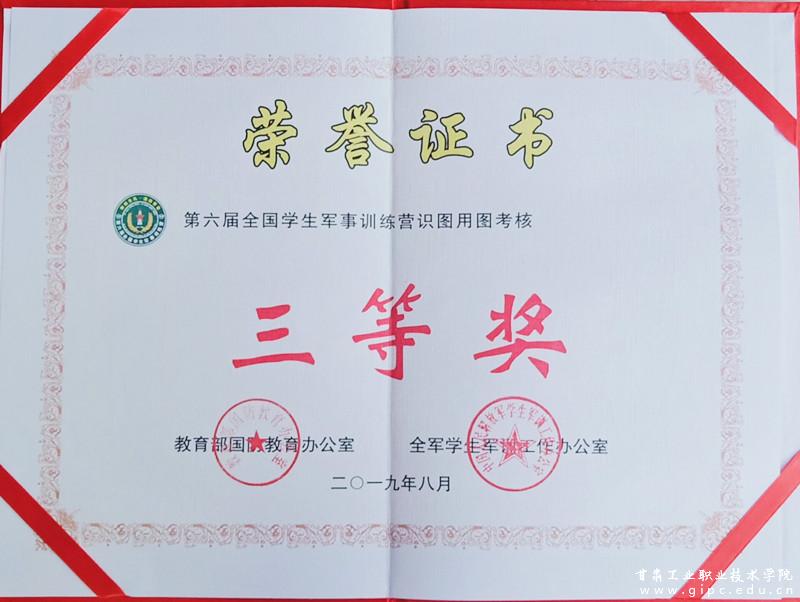 荣誉证书
第六届全国学生军事训练营识图用图考核
三等奖
教育部国防教育办公室
全军学生军训工作办公室
二〇一九年八月
甘肃工业职业技术学院
www.gipc.edu.cn